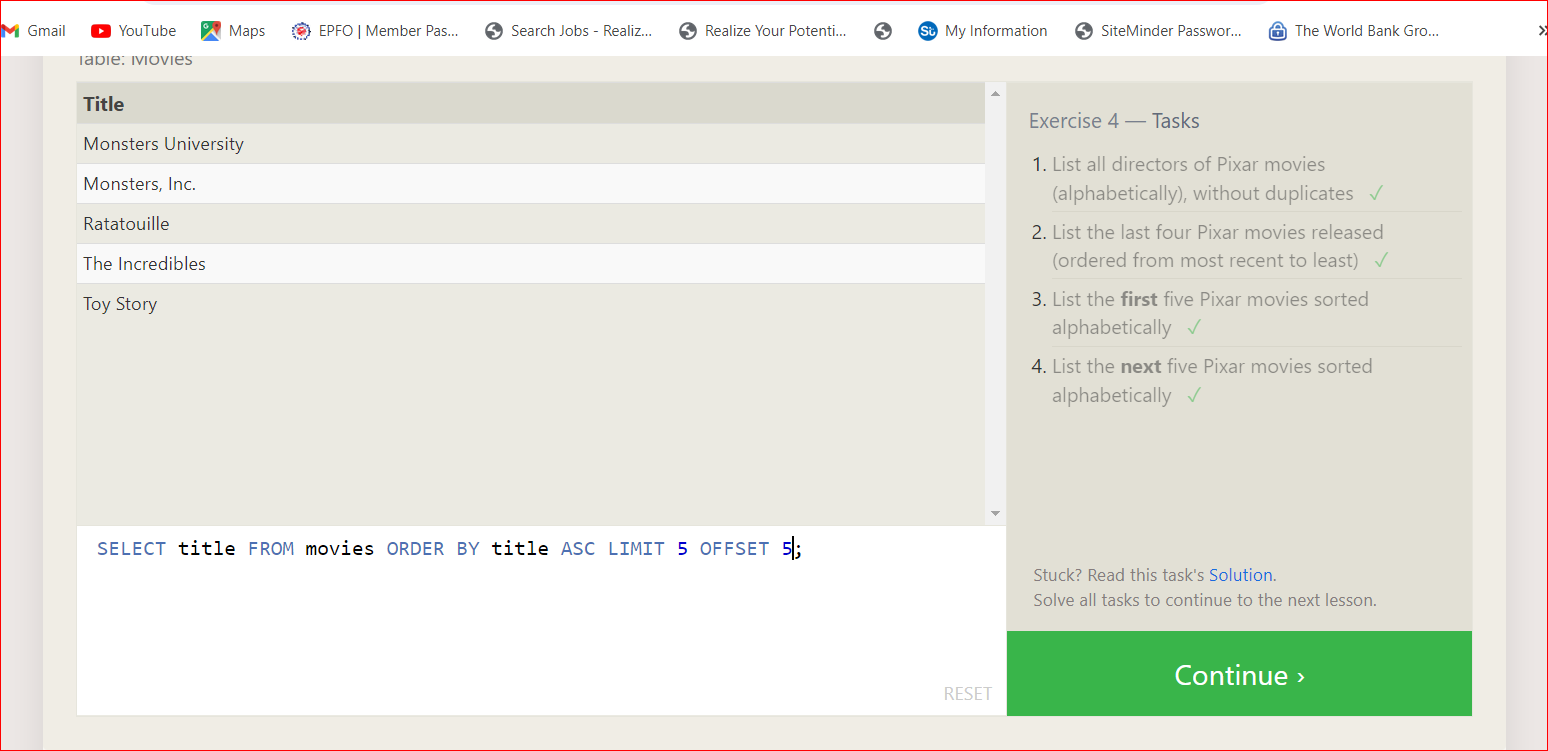 Gmail YouTube Maps EPFO | Member Pas... Search Jobs - Realiz... Realize Your Potenti... St My Information SiteMinder Passwor... The World Bank Gro... »
Table: Movies
Title
Monsters University
Monsters, Inc.
Ratatouille
The Incredibles
Toy Story
SELECT title FROM movies ORDER BY title ASC LIMIT 5 OFFSET 5;
RESET
Exercise 4 — Tasks
1. List all directors of Pixar movies
(alphabetically), without duplicates ✓
2. List the last four Pixar movies released
(ordered from most recent to least) ✓
3. List the first five Pixar movies sorted
alphabetically ✓
4. List the next five Pixar movies sorted
alphabetically ✓
Stuck? Read this task's Solution.
Solve all tasks to continue to the next lesson.
Continue ›